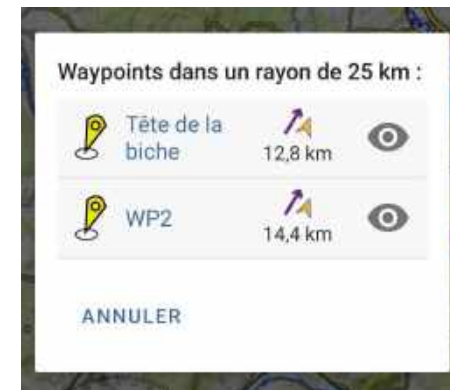 Waypoints dans un rayon de 25 km :
Tête de la
biche
12,8 km
WP2
14,4 km
ANNULER